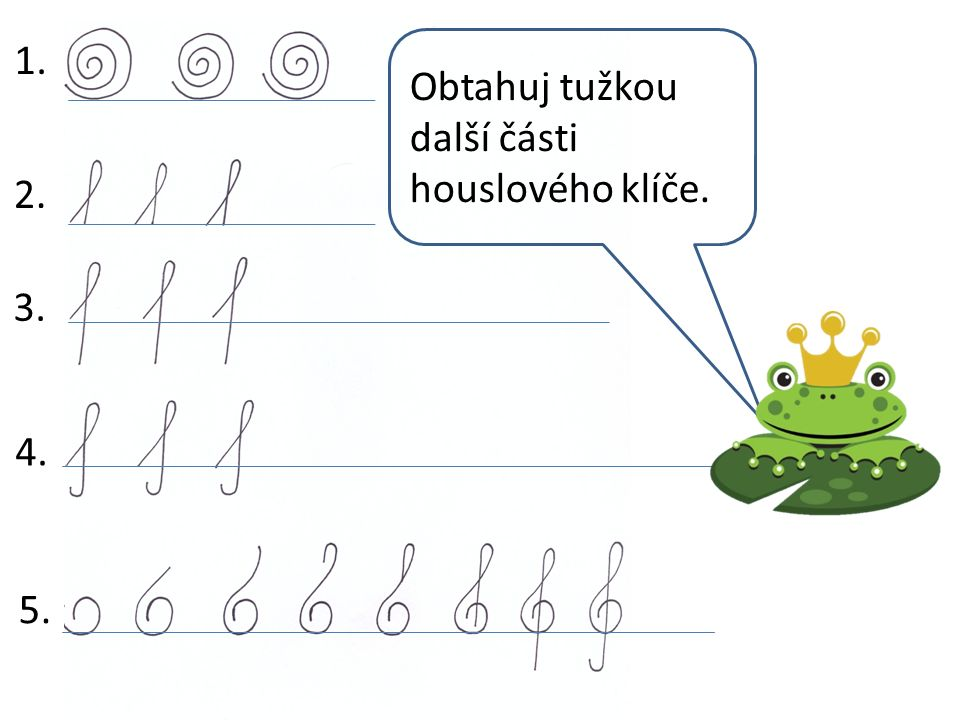 1.
Obtahuj tužkou
další části
houslového klíče.
2.
3.
4.
5.